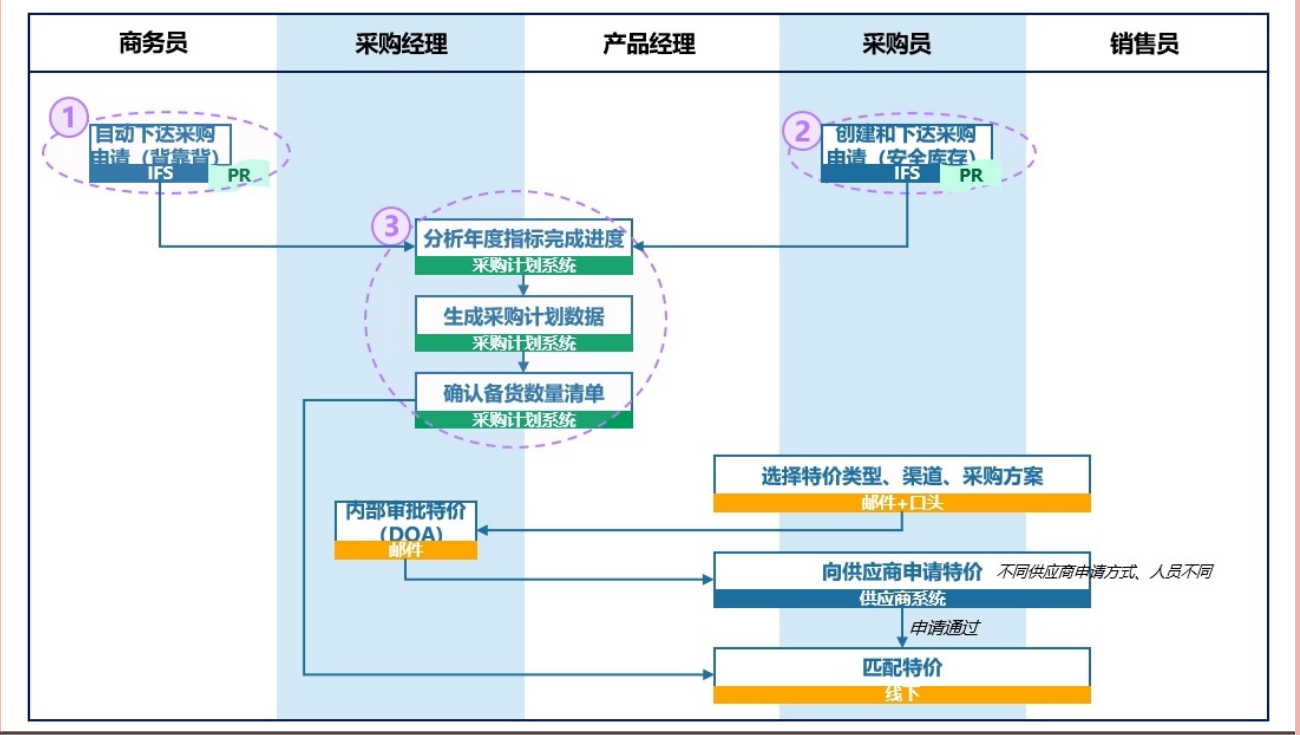 商务员
采购经理
产品经理
采购员
销售员
1
自动下达采购
申请（背靠背）
IFS
PR
2
创建和下达采购
申请（安全库存）
IFS
PR
3
分析年度指标完成进度
采购计划系统
生成采购计划数据
采购计划系统
确认备货数量清单
采购计划系统
选择特价类型、渠道、采购方案
邮件+口头
内部审批特价
（DOA）
邮件
向供应商申请特价
不同供应商申请方式、人员不同
供应商系统
申请通过
匹配特价
线下